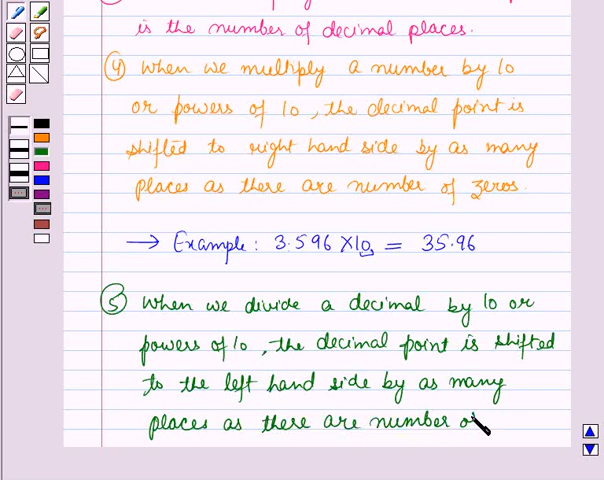 is the number of decimal places.
④ When we multiply a number by 10
or powers of 10, the decimal point is
shifted to right hand side by as many
places as there are number of zeros.
→ Example: 3.596 × 10 = 35.96
⑤ When we divide a decimal by 10 or
powers of 10, the decimal point is shifted
to the left hand side by as many
places as there are number o